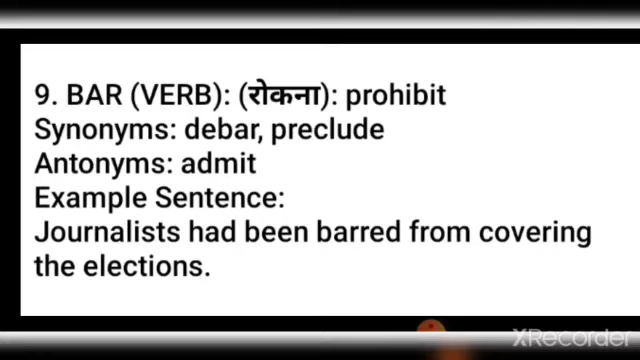 9. BAR (VERB): (रोकना): prohibit
Synonyms: debar, preclude
Antonyms: admit
Example Sentence:
Journalists had been barred from covering
the elections.
XRecorder